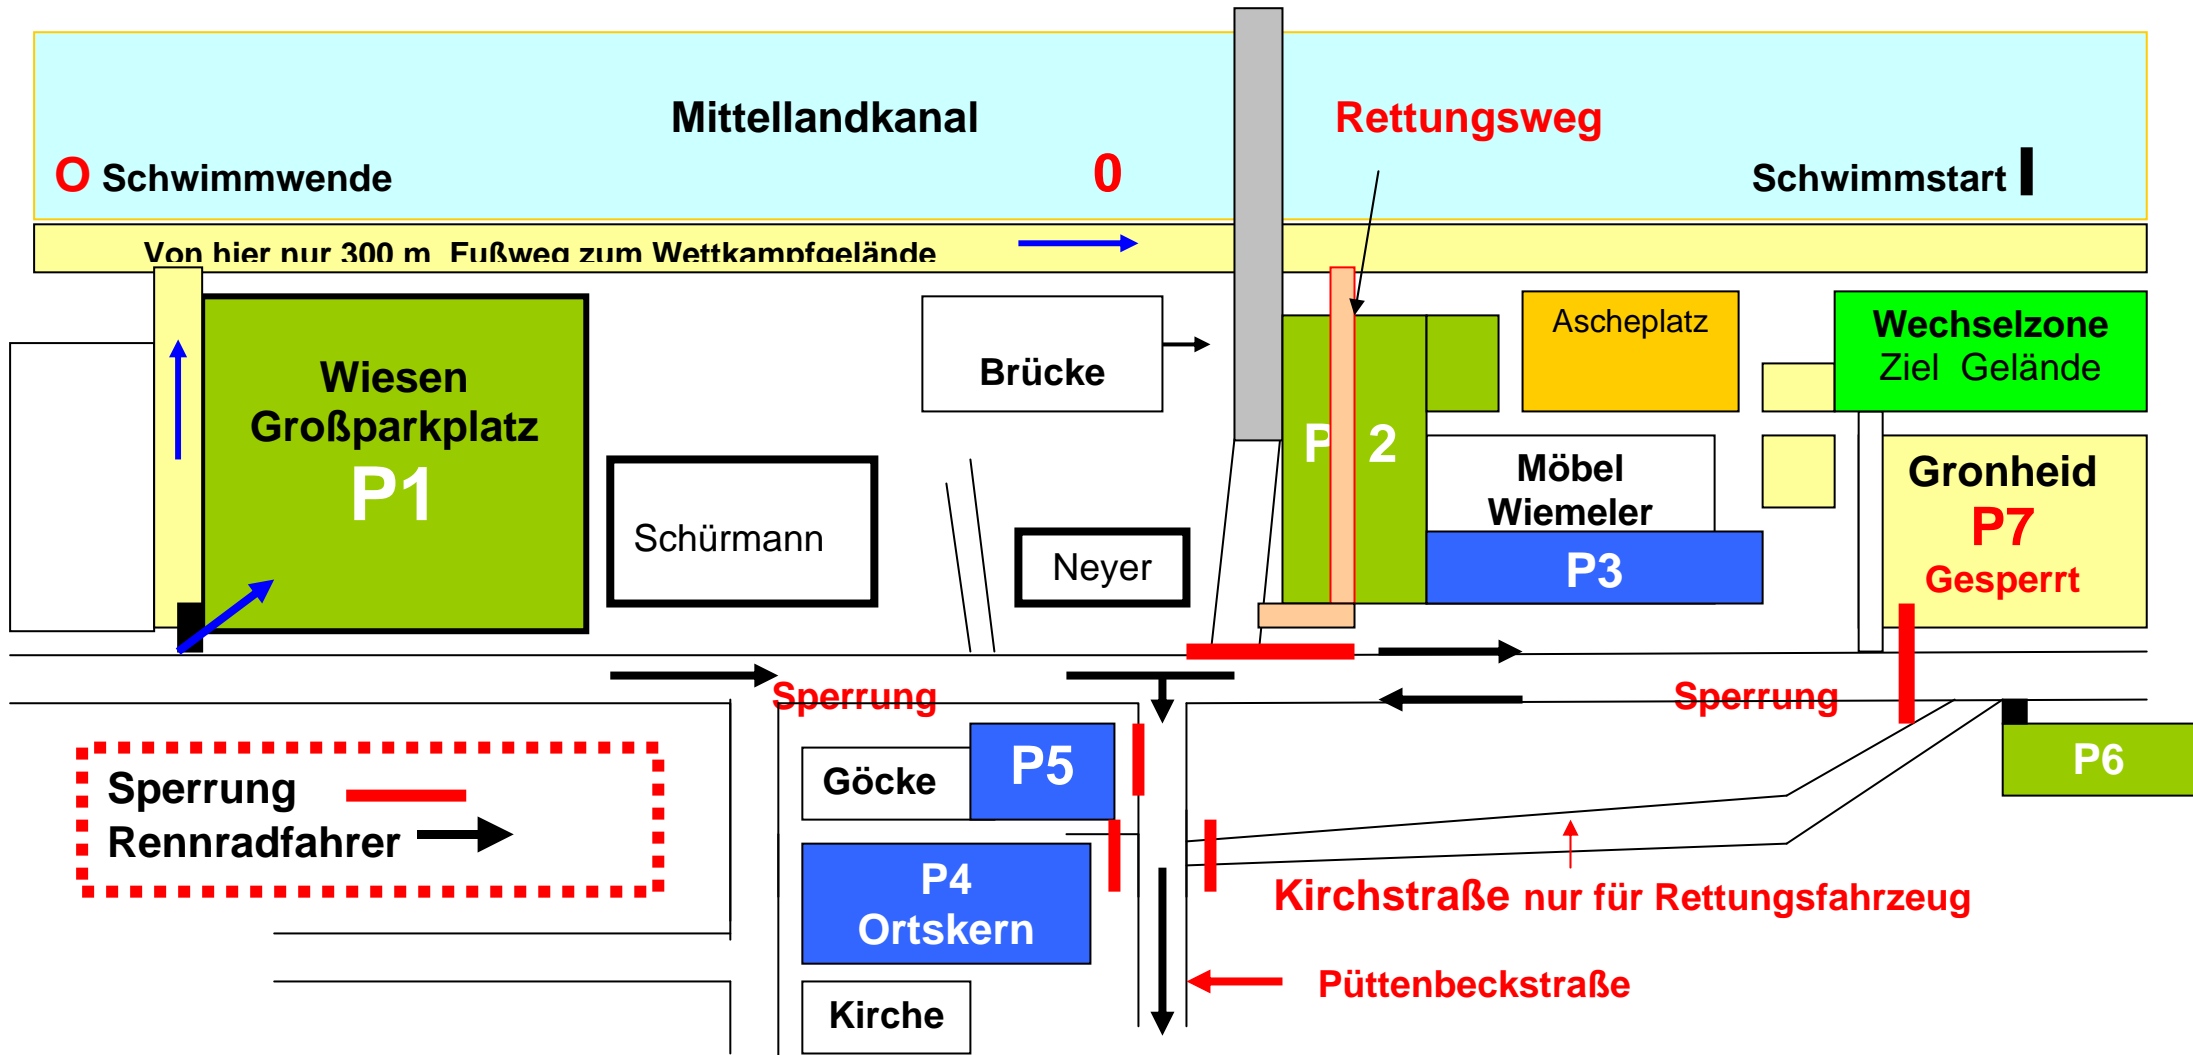 Mittellandkanal
Rettungsweg
O Schwimmwende
0
Schwimmstart
Von hier nur 300 m Fußweg zum Wettkampfgelände
Wiesen
Großparkplatz
P1
Schürmann
Brücke
Neyer
P 2
Ascheplatz
Möbel
Wiemeler
P3
Wechselzone
Ziel Gelände
Gronheid
P7
Gesperrt
Sperrung
Sperrung
Sperrung
Rennradfahrer
Göcke
P5
P4
Ortskern
Kirche
P6
Kirchstraße nur für Rettungsfahrzeug
Püttenbeckstraße